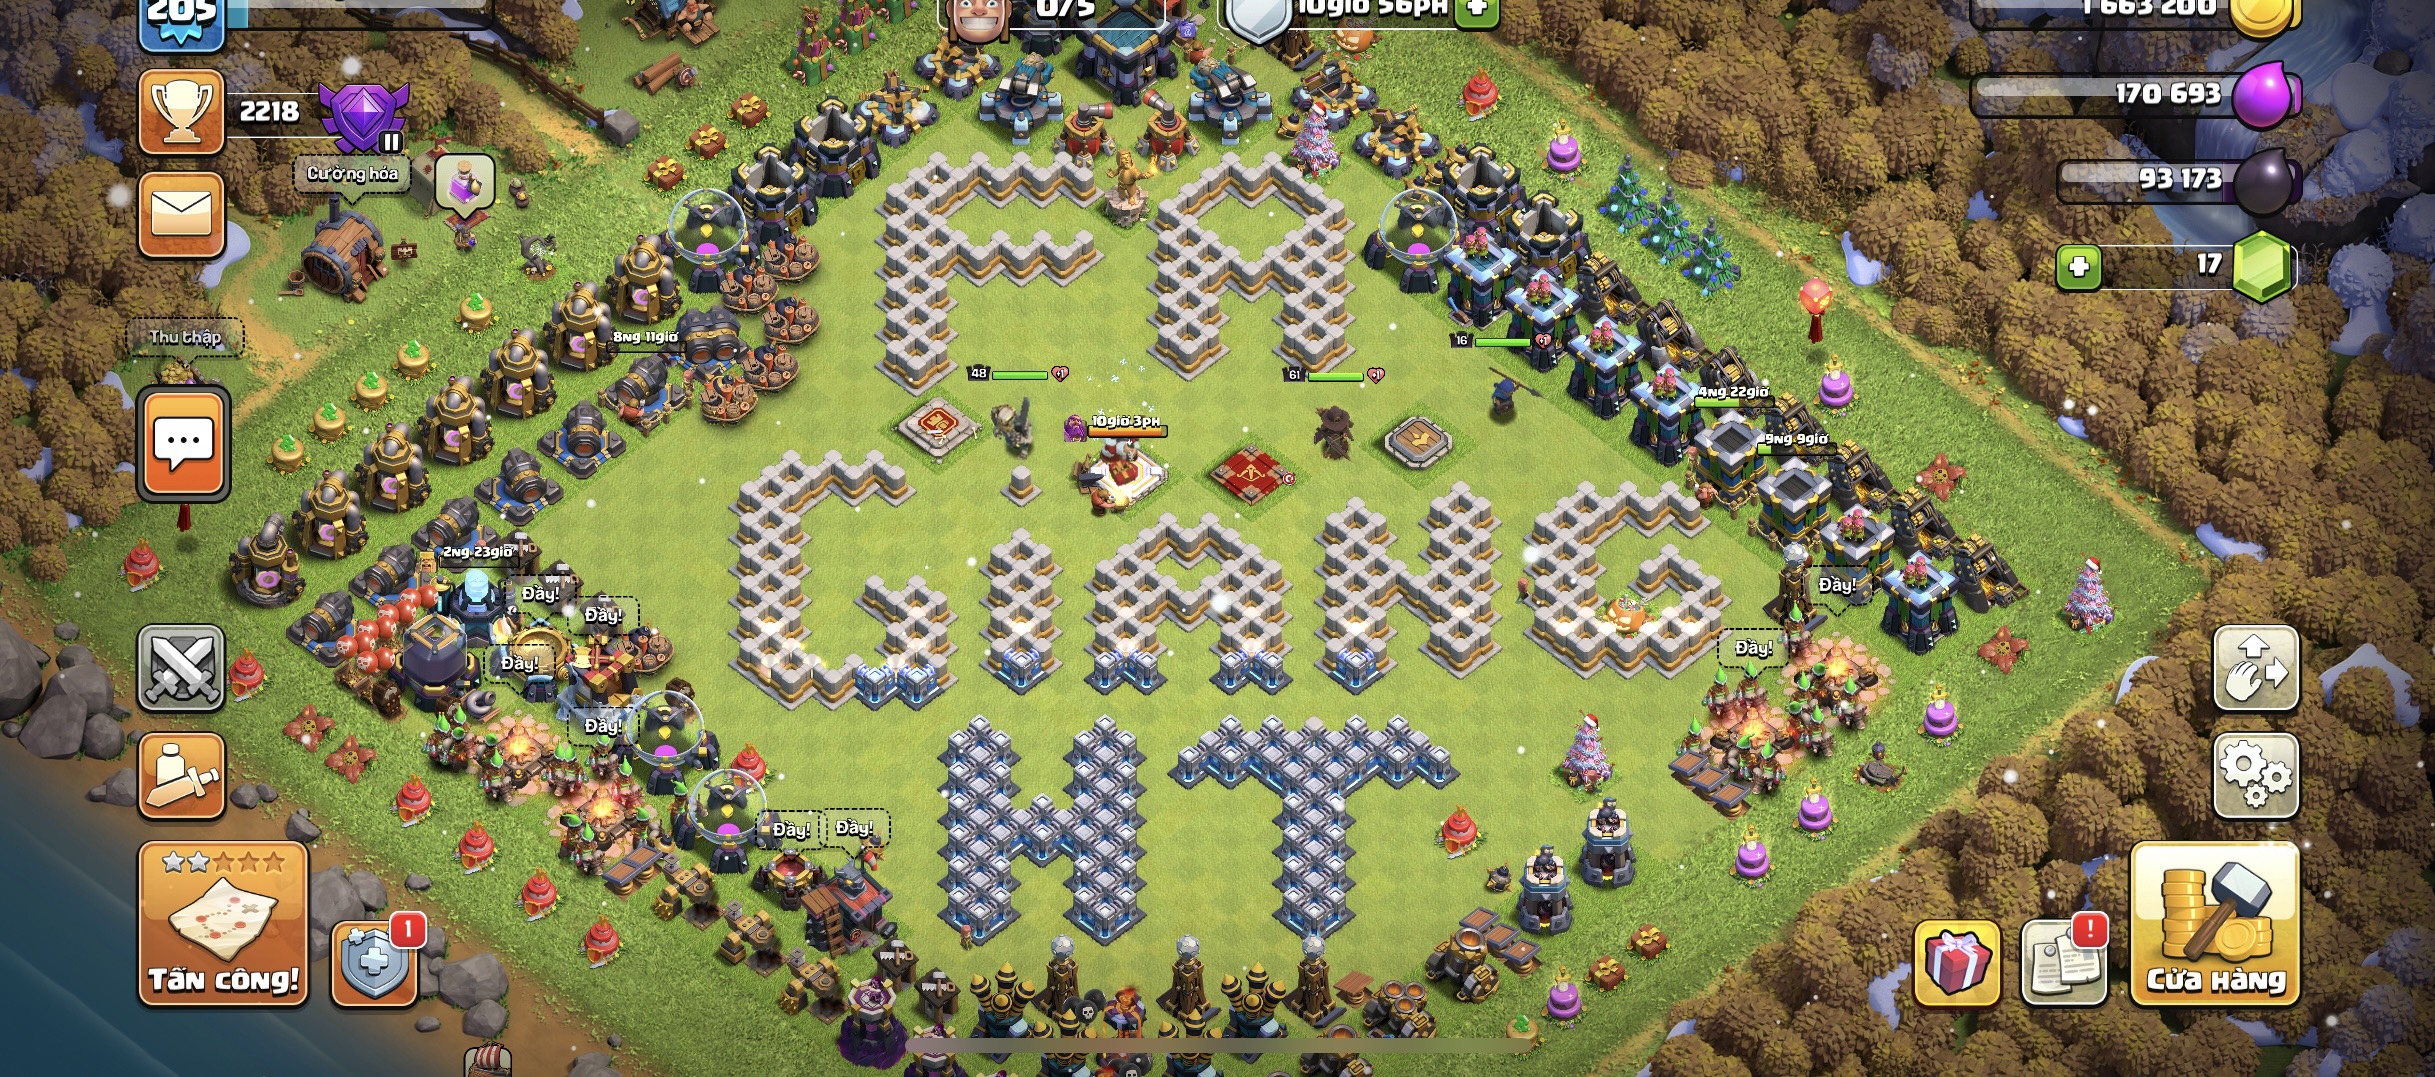 205
0/5
10giờ 56ph
1 663 200
2218
170 693
Cường hóa
93 173
17
Thu thập
8ng 11giờ
FA
16
48
61
4ng 22giờ
10giờ 3ph
9ng 9giờ
GIANG
2ng 23giờ
Đầy!
Đầy!
Đầy!
Đầy!
Đầy!
Đầy!
HT
Đầy!
Đầy!
Tấn công!
1
!
Cửa hàng